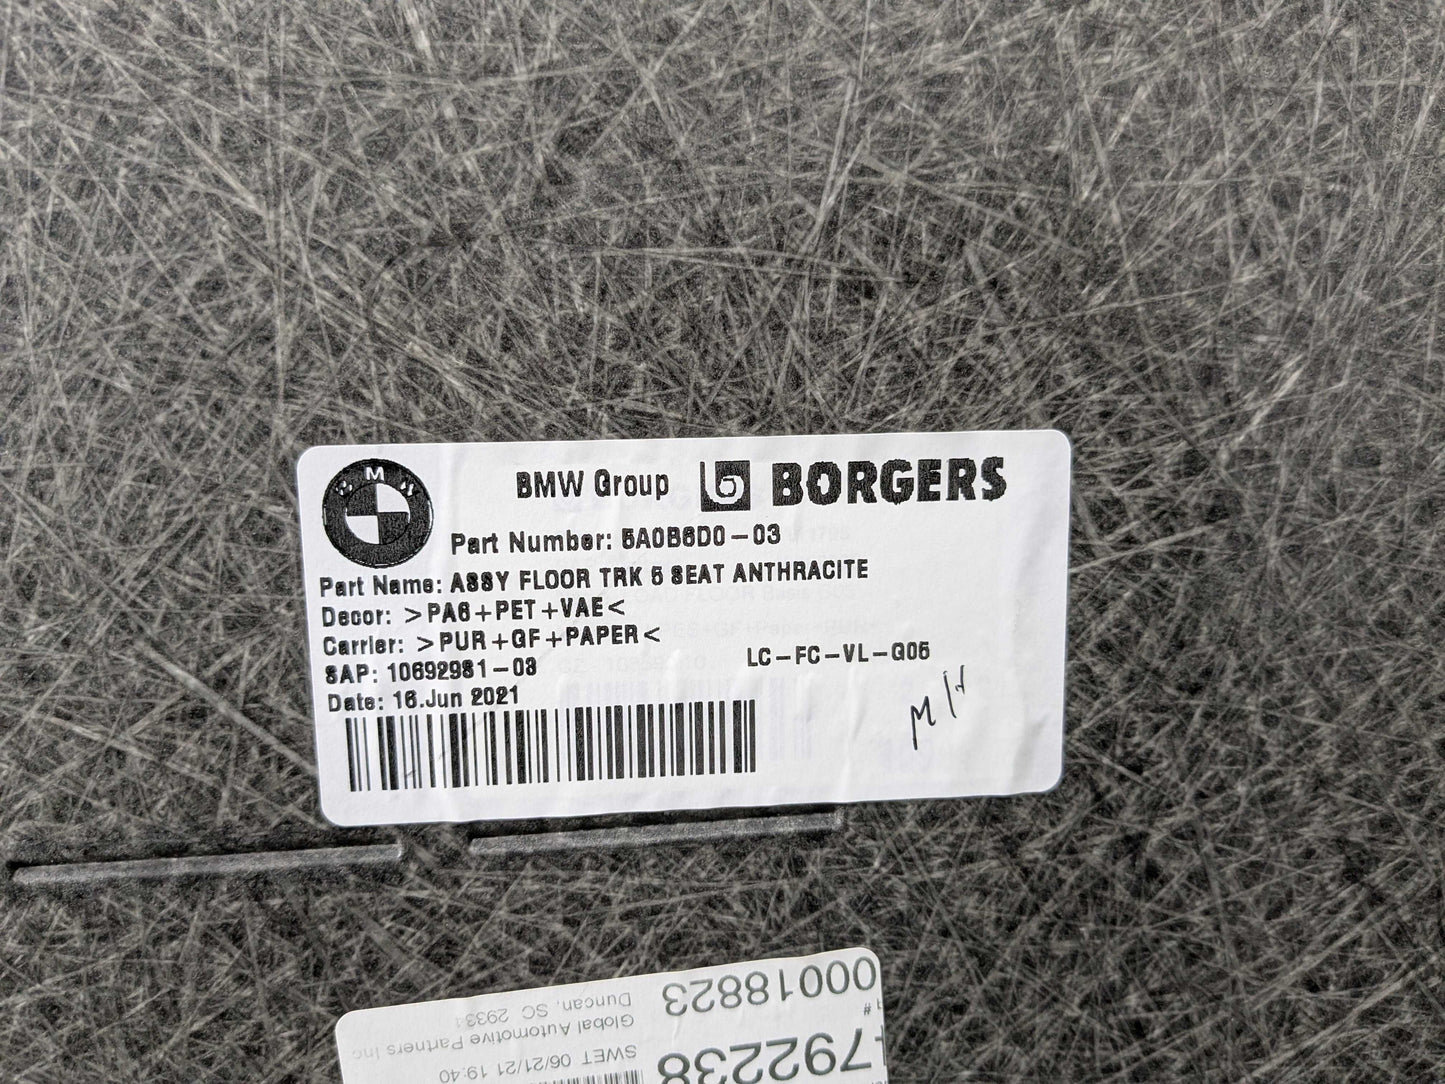 BMW
BMW Group BORGERS
Part Number: 5A0B6D0-03
Part Name: ASSY FLOOR TRK 5 SEAT ANTHRACITE
Decor: >PA6+PET+VAE<
Carrier: >PUR+GF+PAPER<
SAP: 10692981-03 LC-FC-VL-G05
Date: 16.Jun 2021
00018823
Duncan, SC 29334
Global Automotive Partners Inc
792238
SWET 06/21/21 19:40